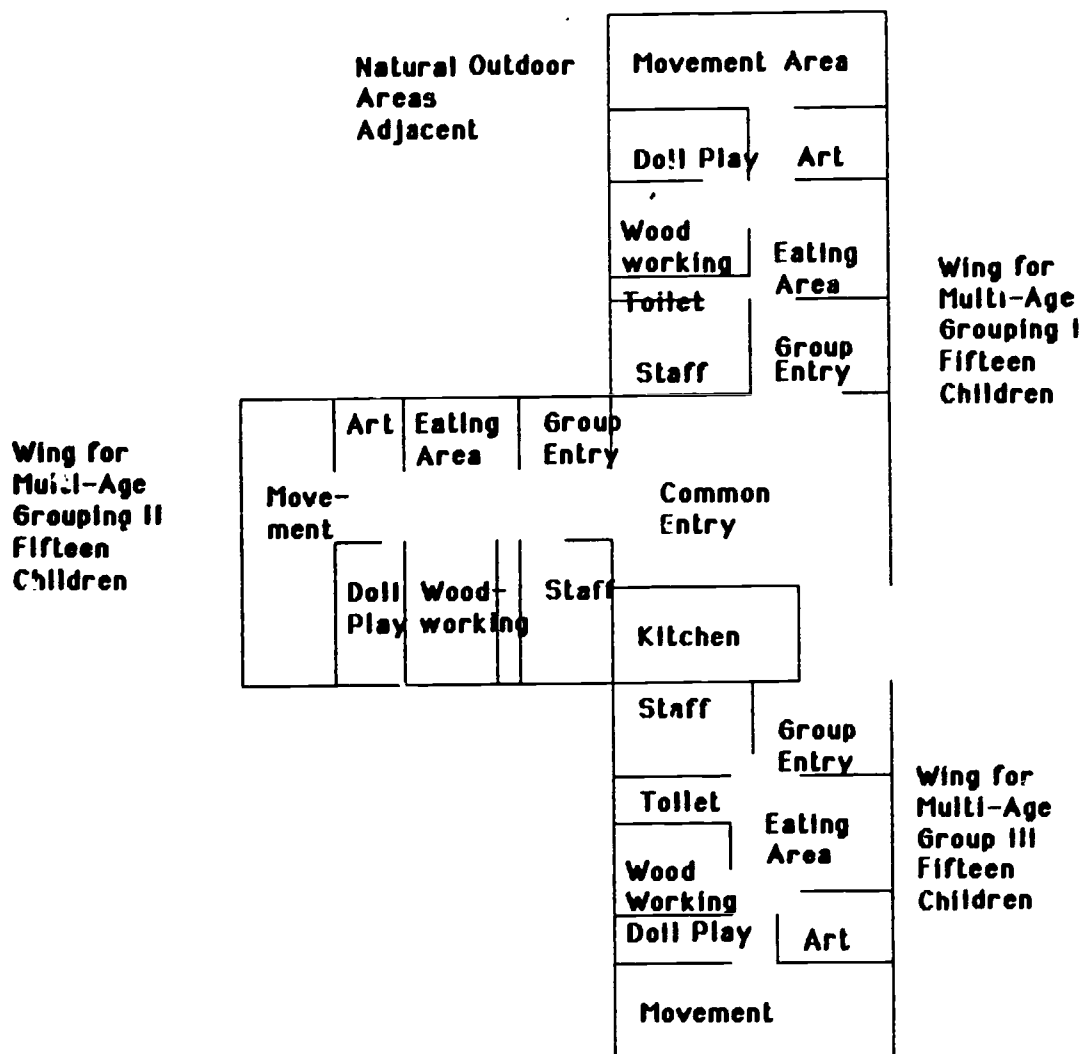 Natural Outdoor
Areas
Adjacent
Movement Area
Doll Play
Art
Wood
working
Eating
Area
Toilet
Staff
Group
Entry
Wing for
Multi-Age
Grouping I
Fifteen
Children
Wing for
Multi-Age
Grouping II
Fifteen
Children
Art
Eating
Area
Group
Entry
Move-
ment
Common
Entry
Doll
Play
Wood-
working
Staff
Kitchen
Staff
Group
Entry
Toilet
Eating
Area
Wood
Working
Doll Play
Art
Movement
Wing for
Multi-Age
Group III
Fifteen
Children